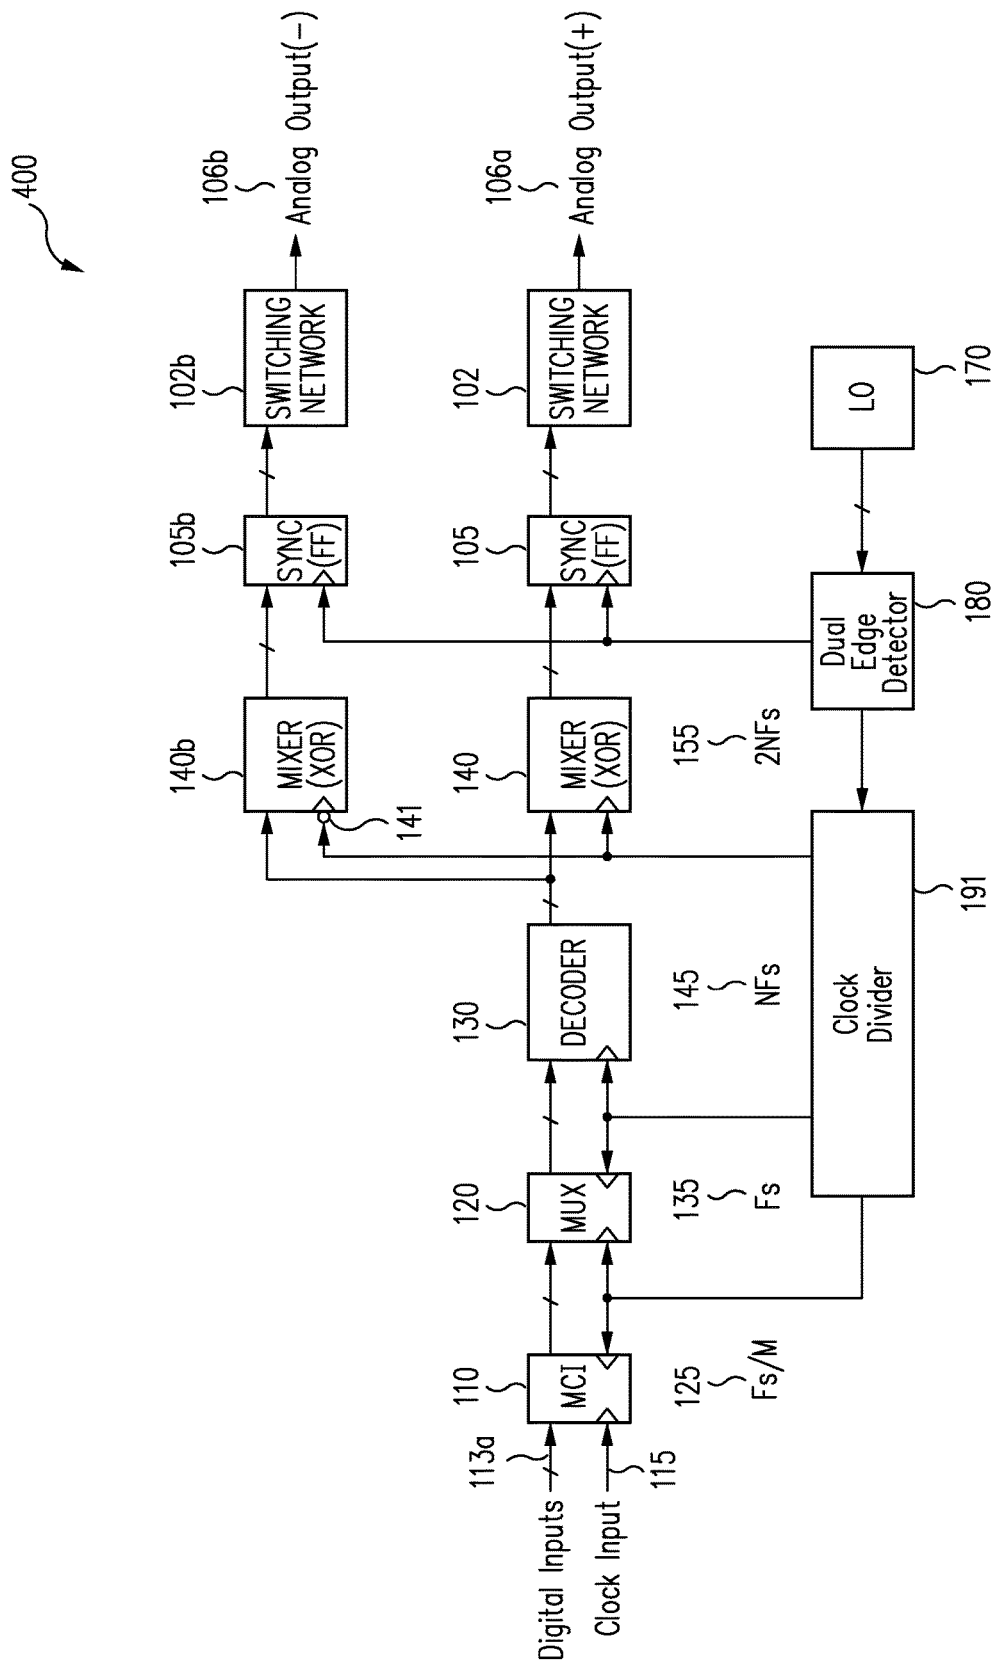 400
106b
Analog Output(−)
102b
SWITCHING
NETWORK
105b
SYNC
(FF)
140b
MIXER
(XOR)
141
106a
Analog Output(+)
102
SWITCHING
NETWORK
105
SYNC
(FF)
140
MIXER
(XOR)
130
DECODER
120
MUX
110
MCI
113a
Digital Inputs
Clock Input
115
125
Fs/M
135
Fs
145
NFs
155
2NFs
LO
170
Dual
Edge
Detector
180
Clock
Divider
191